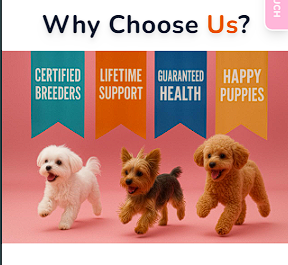 Why Choose Us?
CERTIFIED
BREEDERS
LIFETIME
SUPPORT
GUARANTEED
HEALTH
HAPPY
PUPPIES